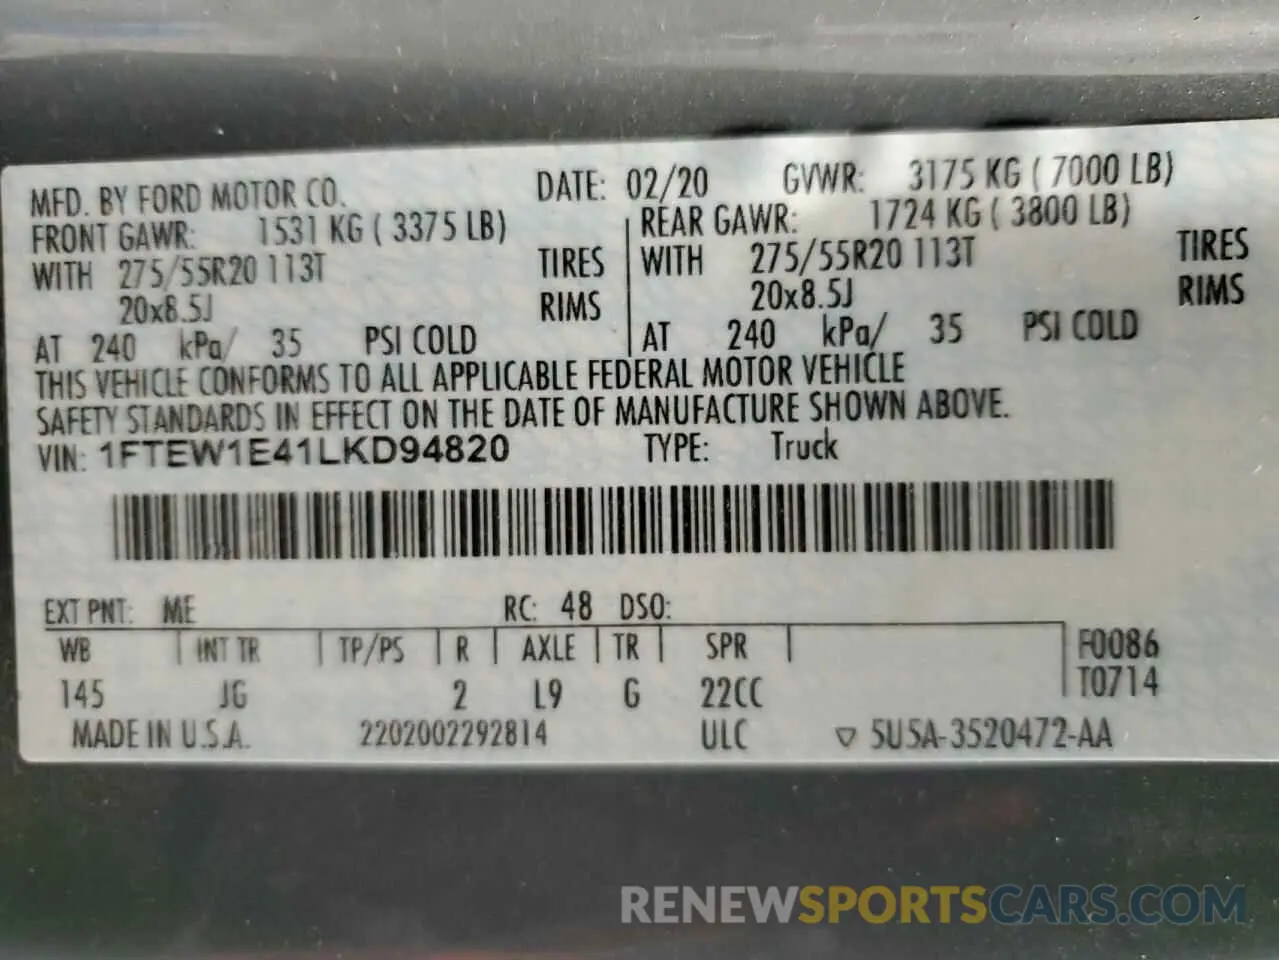 MFD. BY FORD MOTOR CO. DATE: 02/20 GVWR: 3175 KG ( 7000 LB)
FRONT GAWR: 1531 KG ( 3375 LB) REAR GAWR: 1724 KG ( 3800 LB)
WITH 275/55R20 113T TIRES WITH 275/55R20 113T TIRES
20x8.5J RIMS 20x8.5J RIMS
AT 240 kPa/ 35 PSI COLD AT 240 kPa/ 35 PSI COLD
THIS VEHICLE CONFORMS TO ALL APPLICABLE FEDERAL MOTOR VEHICLE
SAFETY STANDARDS IN EFFECT ON THE DATE OF MANUFACTURE SHOWN ABOVE.
VIN: 1FTEW1E41LKD94820 TYPE: Truck
EXT PNT: ME RC: 48 DSO:
WB INT TR TP/PS R AXLE TR SPR F0086
145 JG 2 L9 G 22CC T0714
MADE IN U.S.A. 2202002292814 ULC ▽ 5U5A-3520472-AA
RENEWSPORTSCARS.COM